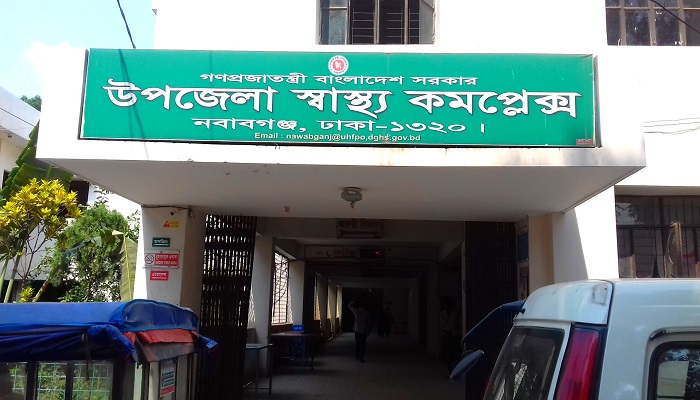 গণপ্রজাতন্ত্রী বাংলাদেশ সরকার
উপজেলা স্বাস্থ্য কমপ্লেক্স
নবাবগঞ্জ, ঢাকা-১৩২০ ।
Email : nawabganj@uhfpo.dghs.gov.bd